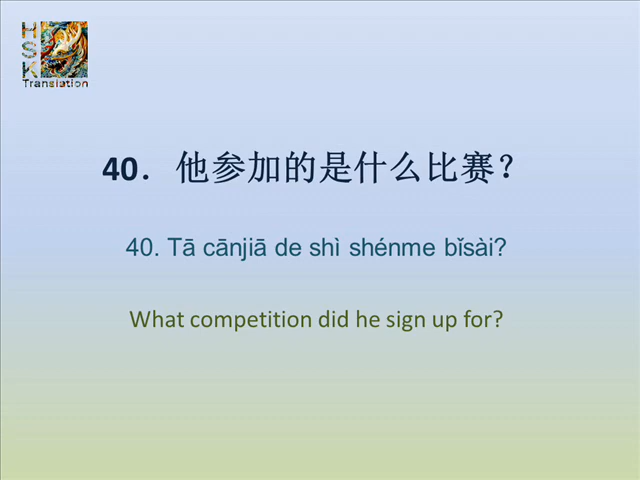 HSK
Translation
40. 他参加的是什么比赛？
40. Tā cānjiā de shì shénme bǐsài?
What competition did he sign up for?